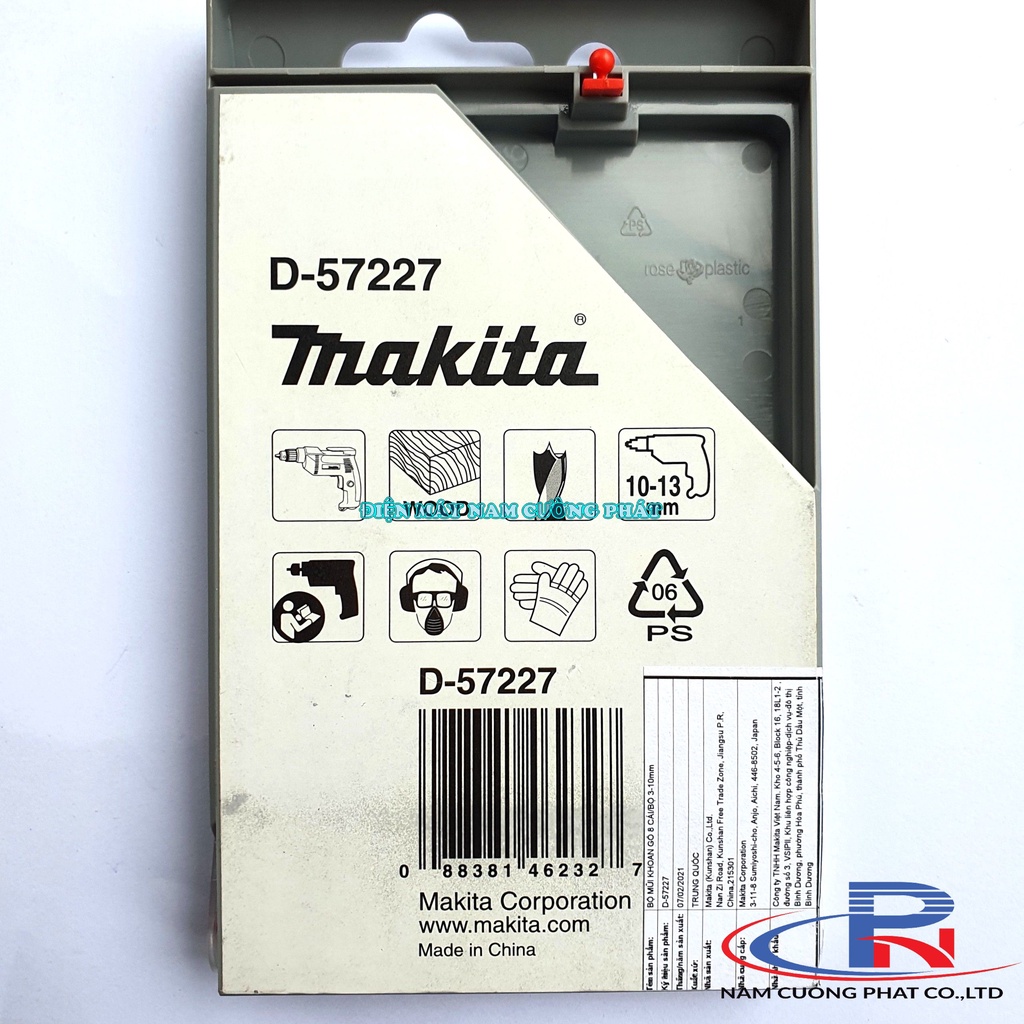 PS
rose plastic
1
D-57227
makita®
WOOD
10-13
mm
ĐIỆN MÁY NAM CƯỜNG PHÁT
06
PS
D-57227
0 88381 46232 7
Makita Corporation
www.makita.com
Made in China
Tên sản phẩm: BỘ MŨI KHOAN GỖ 8 CÁI/BỘ 3-10mm
Ký hiệu sản phẩm: D-57227
Tháng/năm sản xuất: 07/02/2021
Xuất xứ: TRUNG QUỐC
Nhà sản xuất: Makita (Kunshan) Co.,Ltd.
Nan Zi Road, Kunshan Free Trade Zone, Jiangsu P.R.
China,215301
Nhà cung cấp: Makita Corporation
3-11-8 Sumiyoshi-cho, Anjo, Aichi, 446-8502, Japan
Công ty TNHH Makita Việt Nam. Kho 4-5-6, Block 16, 18L1-2 ,
đường số 3, VSIPII, Khu liên hợp công nghiệp-dịch vụ-đô thị
Bình Dương, phường Hòa Phú, thành phố Thủ Dầu Một, tỉnh
Bình Dương
NAM CUONG PHAT CO.,LTD